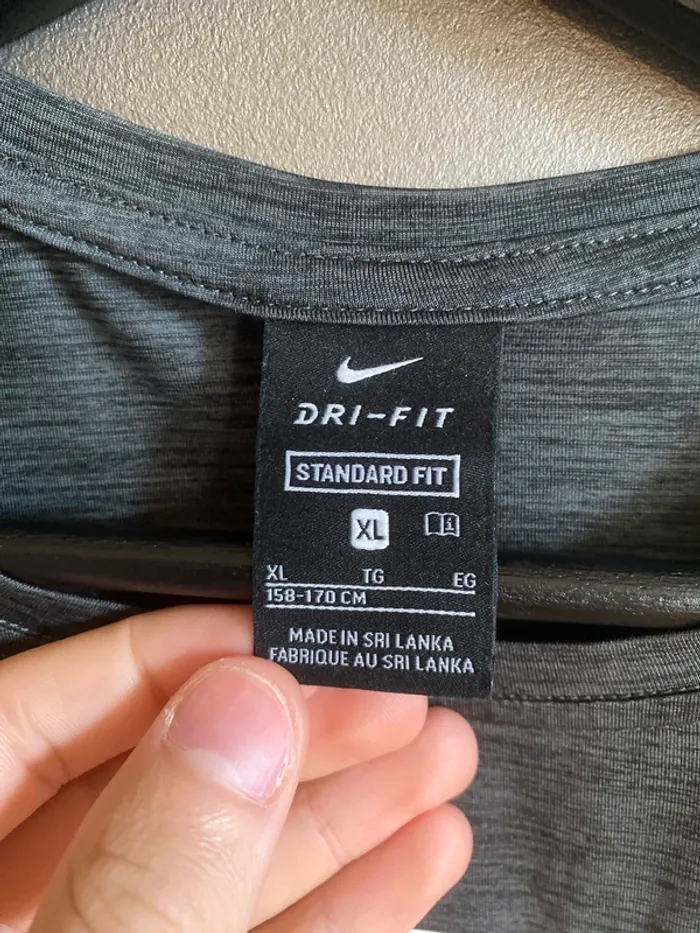 DRI-FIT
STANDARD FIT
XL
XL TG EG
158-170 CM
MADE IN SRI LANKA
FABRIQUE AU SRI LANKA